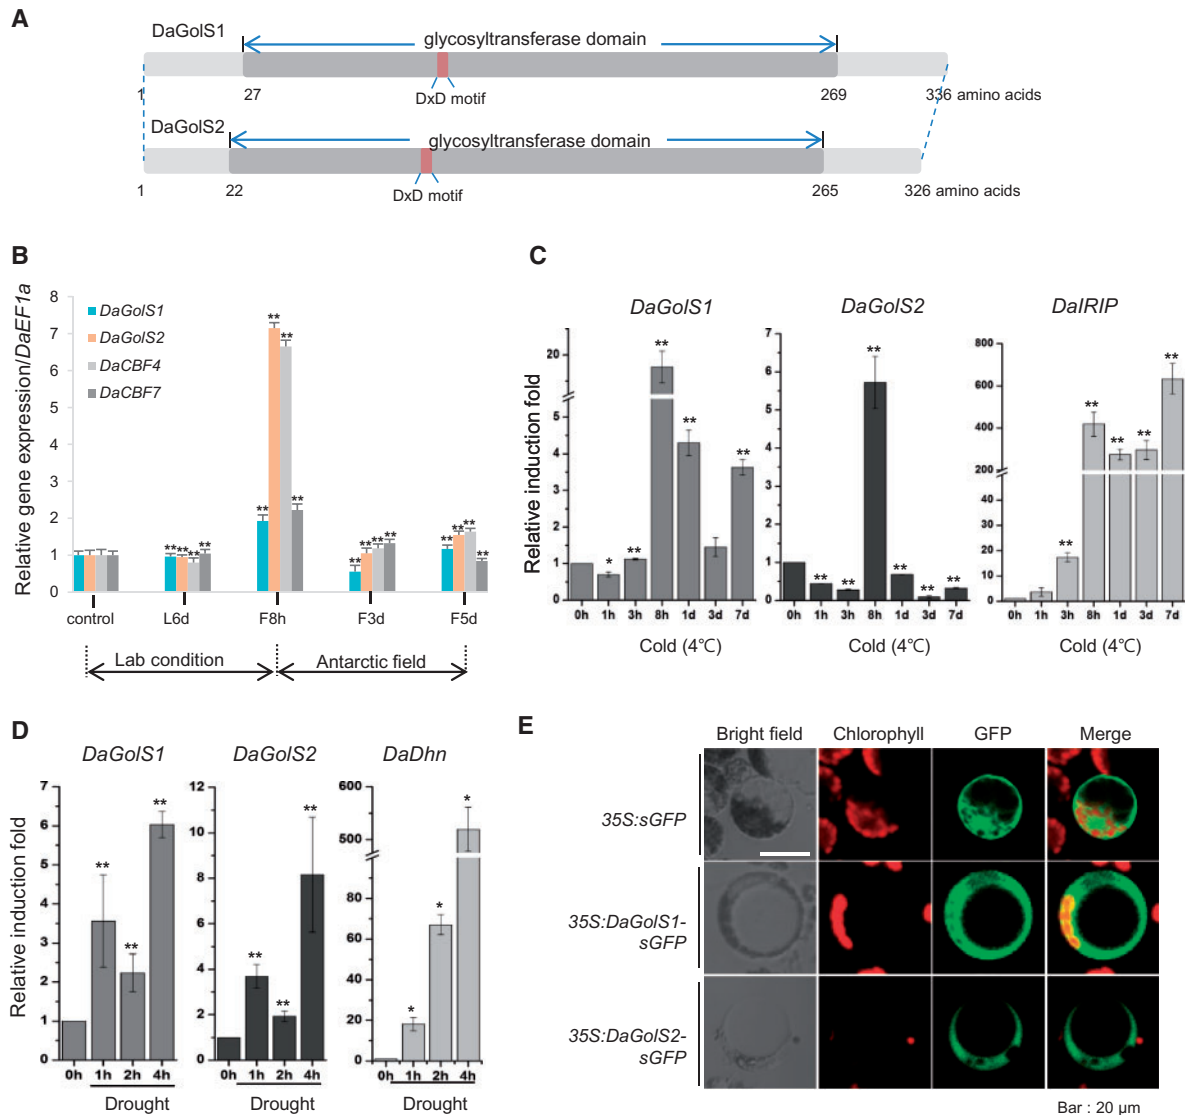 A
DaGolS1
glycosyltransferase domain
1
27
DxD motif
269
336 amino acids
DaGolS2
glycosyltransferase domain
1
22
DxD motif
265
326 amino acids
B
Relative gene expression/DaEF1a
8
7
6
5
4
3
2
1
0
DaGolS1
DaGolS2
DaCBF4
DaCBF7
** ** ** **
** ** ** **
** ** ** **
** ** ** **
control L6d F8h F3d F5d
Lab condition
Antarctic field
C
Relative induction fold
DaGolS1
20
5
4
3
2
1
0
* ** ** ** **
0h 1h 3h 8h 1d 3d 7d
Cold (4℃)
DaGolS2
7
6
5
4
3
2
1
0
** ** ** ** ** **
0h 1h 3h 8h 1d 3d 7d
Cold (4℃)
DaIRIP
800
600
400
200
40
30
20
10
0
** ** ** ** **
0h 1h 3h 8h 1d 3d 7d
Cold (4℃)
D
Relative induction fold
DaGolS1
7
6
5
4
3
2
1
0
** ** **
0h 1h 2h 4h
Drought
DaGolS2
12
10
8
6
4
2
0
** ** **
0h 1h 2h 4h
Drought
DaDhn
600
500
80
60
40
20
0
* * *
0h 1h 2h 4h
Drought
E
Bright field Chlorophyll GFP Merge
35S:sGFP
35S:DaGolS1-
sGFP
35S:DaGolS2-
sGFP
Bar : 20 µm